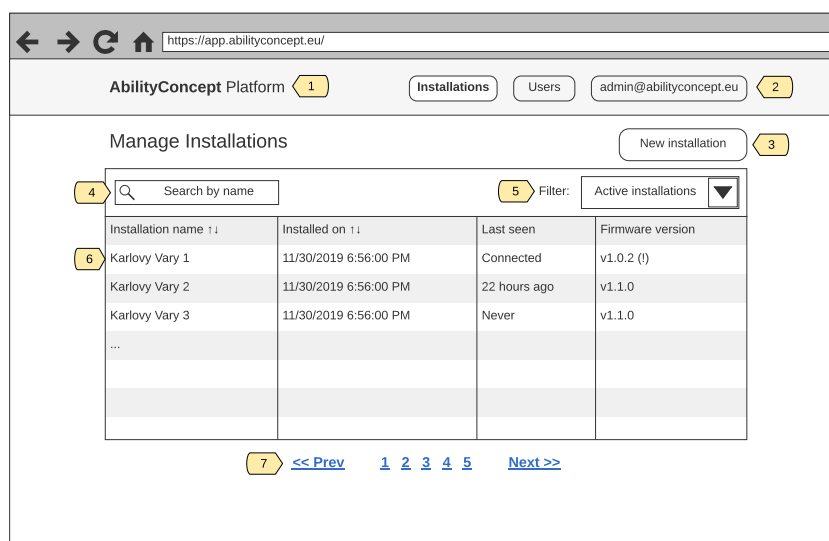 https://app.abilityconcept.eu/
AbilityConcept Platform 1 Installations Users admin@abilityconcept.eu 2
Manage Installations New installation 3
4 Search by name 5 Filter: Active installations
Installation name ↑↓ Installed on ↑↓ Last seen Firmware version
6 Karlovy Vary 1 11/30/2019 6:56:00 PM Connected v1.0.2 (!)
Karlovy Vary 2 11/30/2019 6:56:00 PM 22 hours ago v1.1.0
Karlovy Vary 3 11/30/2019 6:56:00 PM Never v1.1.0
...
7 << Prev 1 2 3 4 5 Next >>